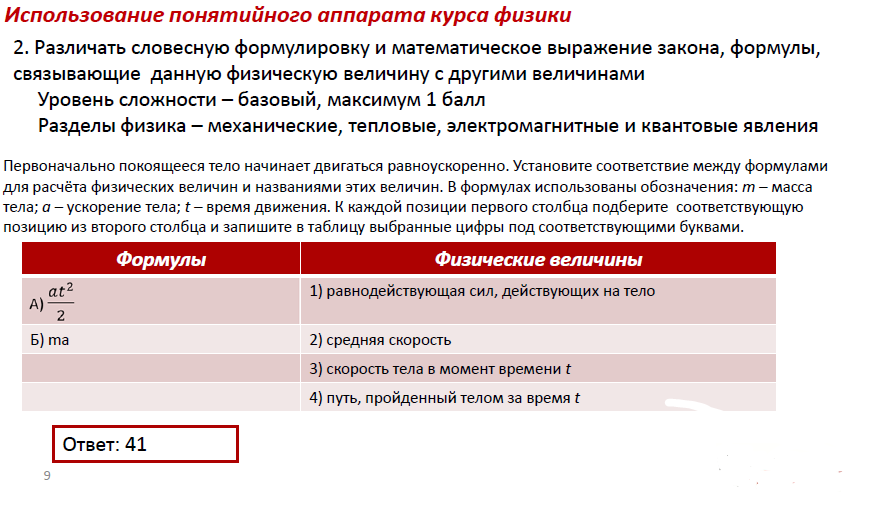 Использование понятийного аппарата курса физики
2. Различать словесную формулировку и математическое выражение закона, формулы,
связывающие данную физическую величину с другими величинами
Уровень сложности – базовый, максимум 1 балл
Разделы физика – механические, тепловые, электромагнитные и квантовые явления
Первоначально покоящееся тело начинает двигаться равноускоренно. Установите соответствие между формулами
для расчёта физических величин и названиями этих величин. В формулах использованы обозначения: m – масса
тела; a – ускорение тела; t – время движения. К каждой позиции первого столбца подберите соответствующую
позицию из второго столбца и запишите в таблицу выбранные цифры под соответствующими буквами.
Формулы Физические величины
А) at²/2 1) равнодействующая сил, действующих на тело
Б) ma 2) средняя скорость
3) скорость тела в момент времени t
4) путь, пройденный телом за время t
Ответ: 41
9